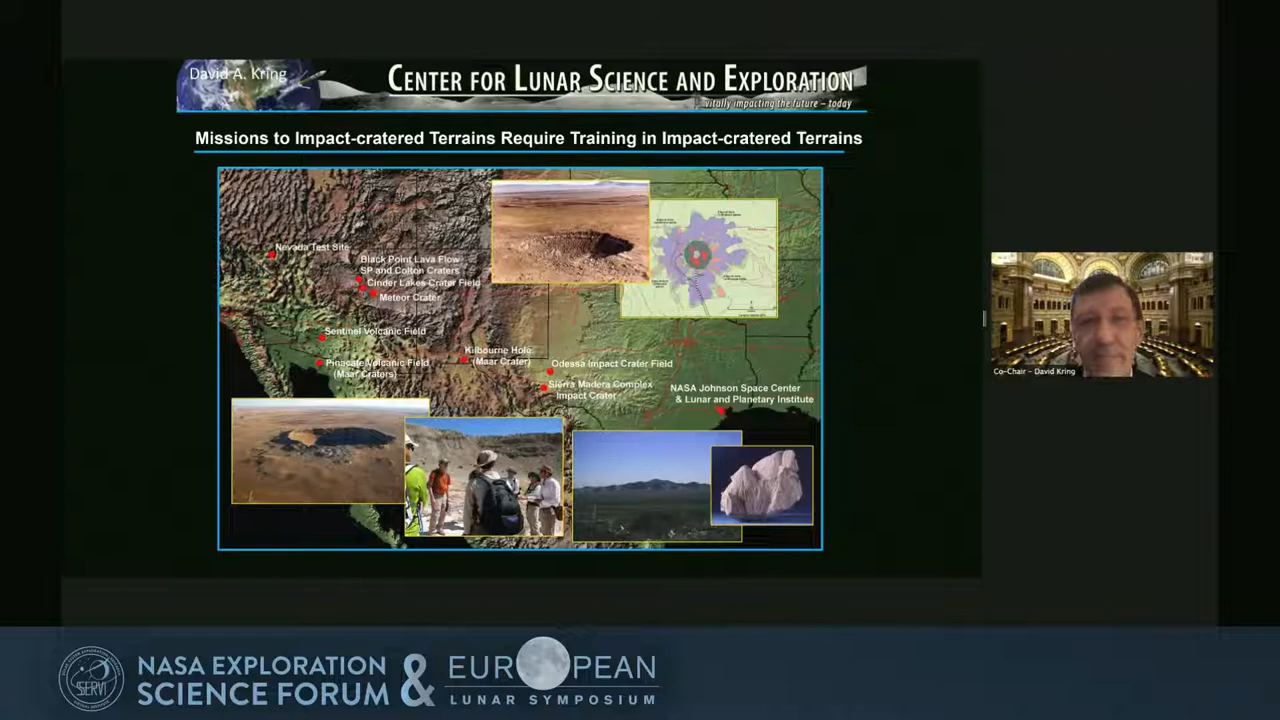 David A. Kring
CENTER FOR LUNAR SCIENCE AND EXPLORATION
vitally impacting the future – today
Missions to Impact-cratered Terrains Require Training in Impact-cratered Terrains
Nevada Test Site
Black Point Lava Flow
SP and Colton Craters
Cinder Lakes Crater Field
Meteor Crater
Sentinel Volcanic Field
Pinacate Volcanic Field
(Maar Craters)
Kilbourne Hole
(Maar Crater)
Odessa Impact Crater Field
Sierra Madera Complex
Impact Crater
NASA Johnson Space Center
& Lunar and Planetary Institute
Co-Chair – David Kring
SSERVI
NASA EXPLORATION
SCIENCE FORUM
&
EUROPEAN
LUNAR SYMPOSIUM